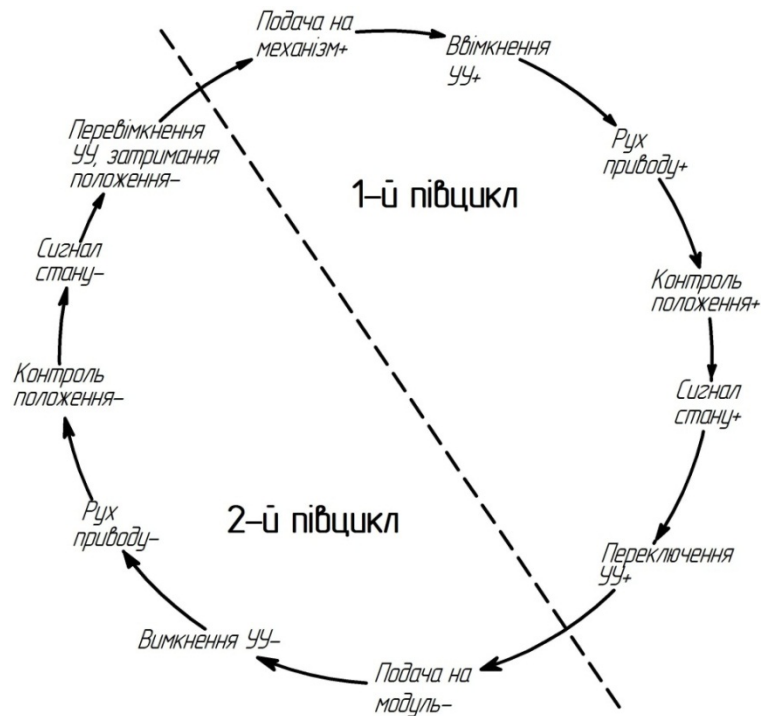 Подача на
механізм+
Ввімкнення
УУ+
Рух
приводу+
Контроль
положення+
Сигнал
стану+
Переключення
УУ+
Подача на
модуль–
Вимкнення УУ–
Рух
приводу–
Контроль
положення–
Сигнал
стану–
Перевімкнення
УУ, затримання
положення–
1–й півцикл
2–й півцикл